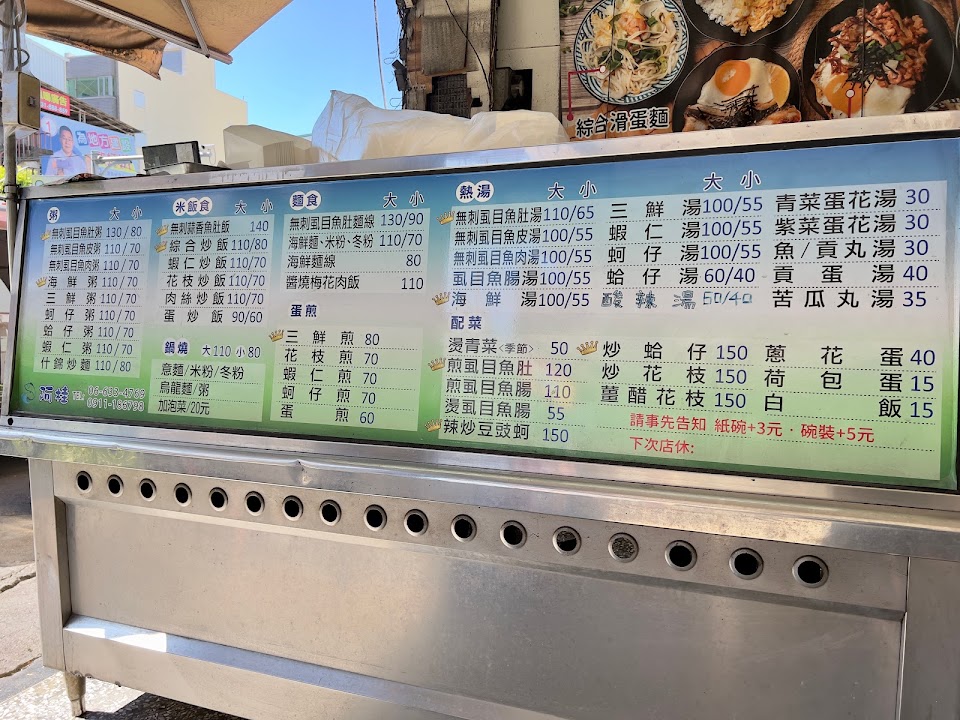 綜合滑蛋麵
粥 大 小
無刺虱目魚肚粥 130/80
無刺虱目魚皮粥 110/70
無刺虱目魚肉粥 110/70
海鮮粥 110/70
三鮮粥 110/70
蚵仔粥 110/70
蛤仔粥 110/70
蝦仁粥 110/70
什錦炒麵 110/80
TEL
06-633-4769
米飯食 大 小
無刺蒜香魚肚飯 140
綜合炒飯 110/80
蝦仁炒飯 110/70
花枝炒飯 110/70
肉絲炒飯 110/70
蛋炒飯 90/60
鍋燒 大110 小80
意麵/米粉/冬粉
烏龍麵/粥
加泡菜/20元
麵食 大 小
無刺虱目魚肚麵線 130/90
海鮮麵·米粉·冬粉 110/70
海鮮麵線 80
醬燒梅花肉飯 110
蛋煎
三鮮煎 80
花枝煎 70
蝦仁煎 70
蚵仔煎 70
蛋煎 60
熱湯 大 小
無刺虱目魚肚湯 110/65
無刺虱目魚皮湯 100/55
無刺虱目魚肉湯 100/55
虱目魚腸湯 100/55
海鮮湯 100/55
大 小
三鮮湯 100/55
蝦仁湯 100/55
蚵仔湯 100/55
蛤仔湯 60/40
酸辣湯 50/40
青菜蛋花湯 30
紫菜蛋花湯 30
魚/貢丸湯 30
貢蛋湯 40
苦瓜丸湯 35
配菜
燙青菜<季節> 50
煎虱目魚肚 120
煎虱目魚腸 110
燙虱目魚腸 55
辣炒豆豉蚵 150
炒蛤仔 150
炒花枝 150
薑醋花枝 150
蔥花蛋 40
荷包蛋 15
白飯 15
請事先告知 紙碗+3元·碗裝+5元
下次店休: